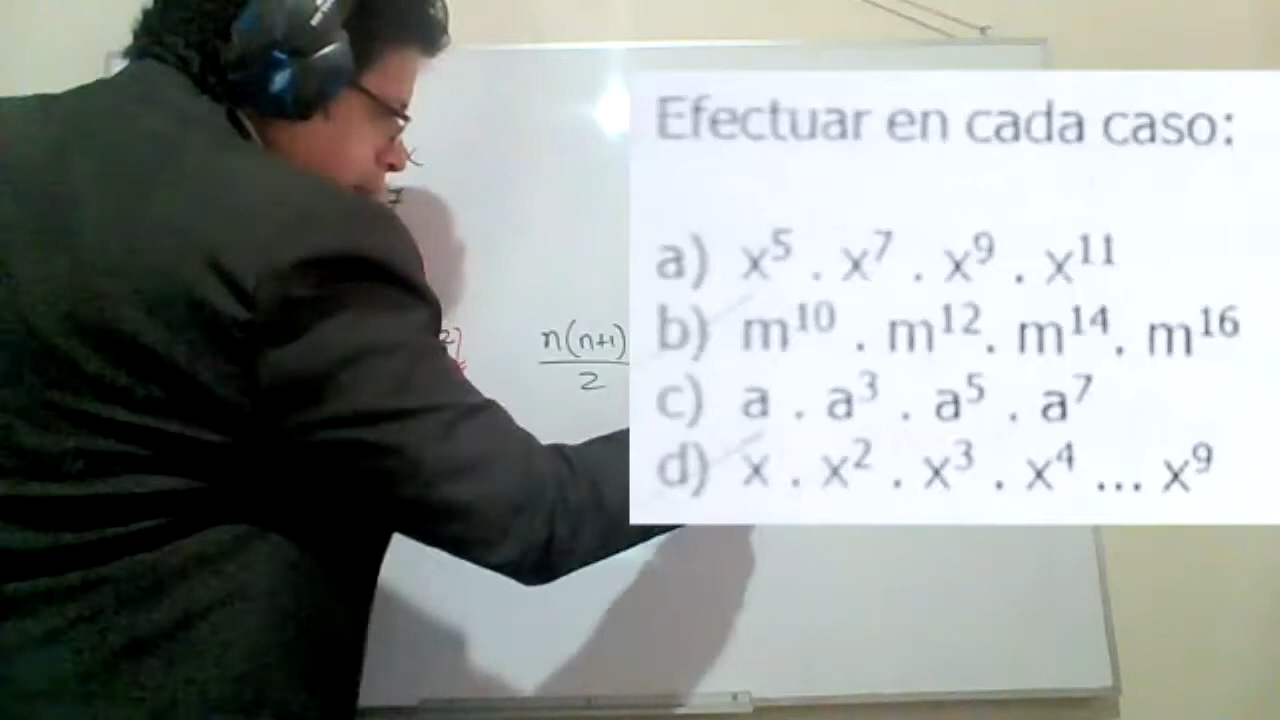 Efectuar en cada caso:
a) x⁵ . x⁷ . x⁹ . x¹¹
b) m¹⁰ . m¹². m¹⁴. m¹⁶
c) a . a³ . a⁵ . a⁷
d) x . x² . x³ . x⁴ ... x⁹
n(n+1)
2